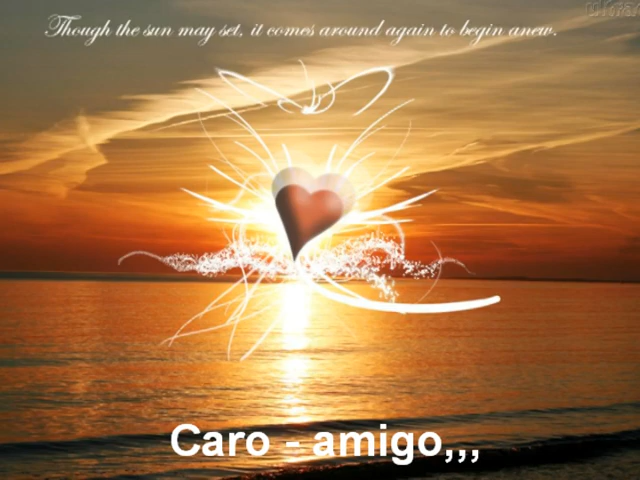 Though the sun may set, it comes around again to begin anew.
Caro - amigo,,,